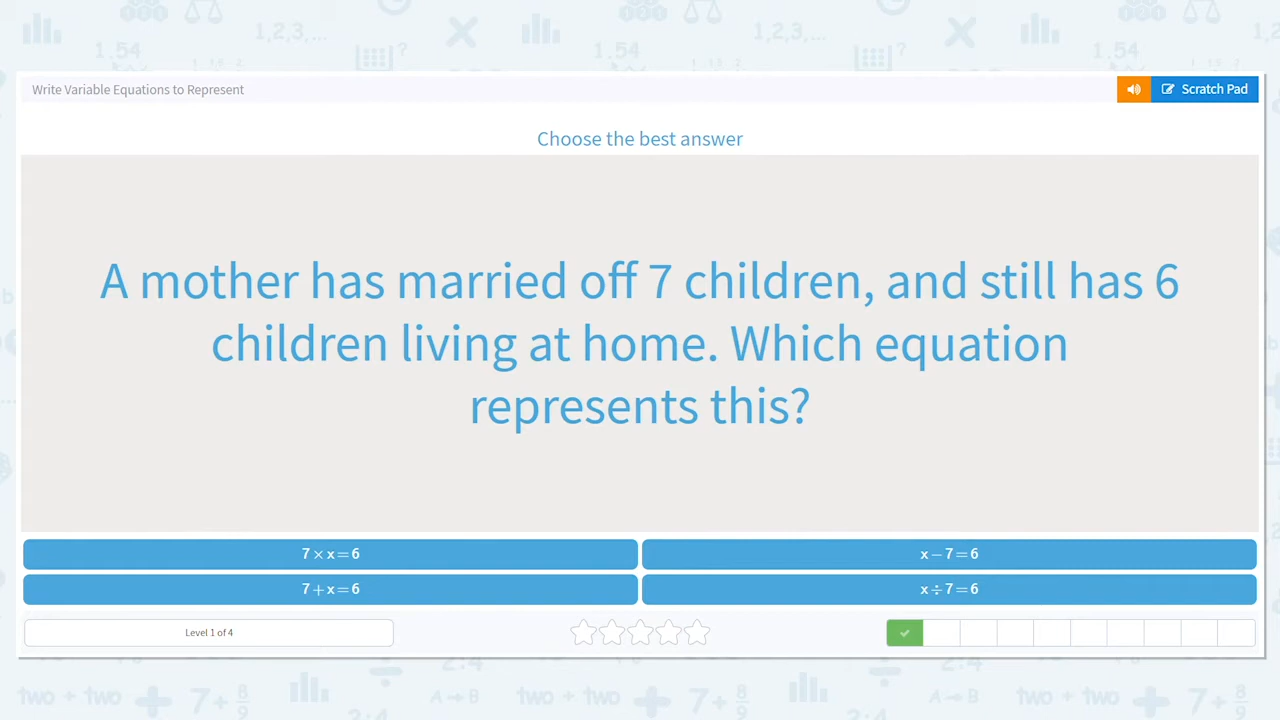 Write Variable Equations to Represent
Scratch Pad
Choose the best answer
A mother has married off 7 children, and still has 6
children living at home. Which equation
represents this?
7 × x = 6
x − 7 = 6
7 + x = 6
x ÷ 7 = 6
Level 1 of 4